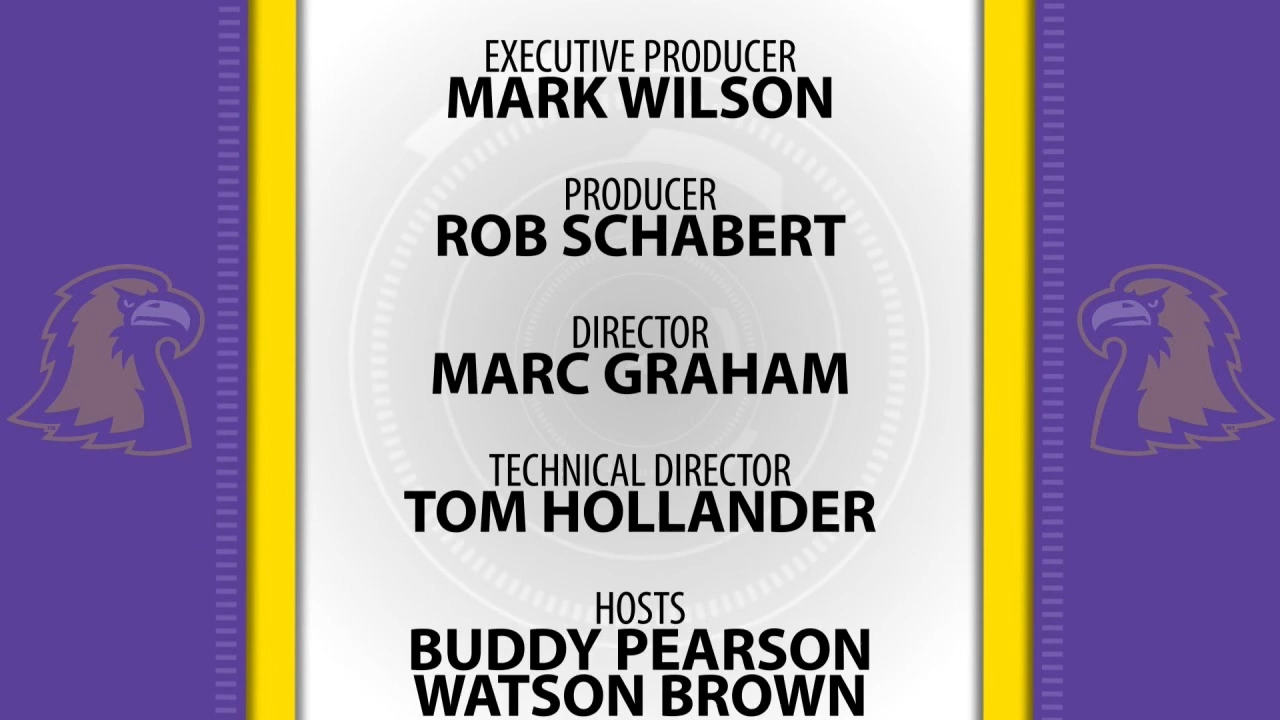 EXECUTIVE PRODUCER
MARK WILSON
PRODUCER
ROB SCHABERT
DIRECTOR
MARC GRAHAM
TECHNICAL DIRECTOR
TOM HOLLANDER
HOSTS
BUDDY PEARSON
WATSON BROWN